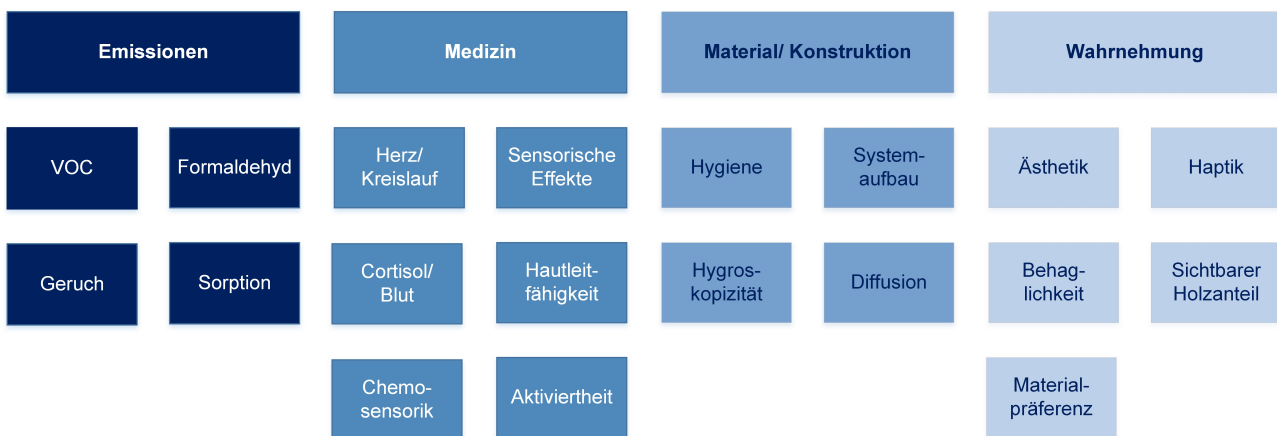 Emissionen
Medizin
Material/ Konstruktion
Wahrnehmung
VOC
Formaldehyd
Herz/
Kreislauf
Sensorische
Effekte
Hygiene
System-
aufbau
Ästhetik
Haptik
Geruch
Sorption
Cortisol/
Blut
Hautleit-
fähigkeit
Hygros-
kopizität
Diffusion
Behag-
lichkeit
Sichtbarer
Holzanteil
Chemo-
sensorik
Aktiviertheit
Material-
präferenz